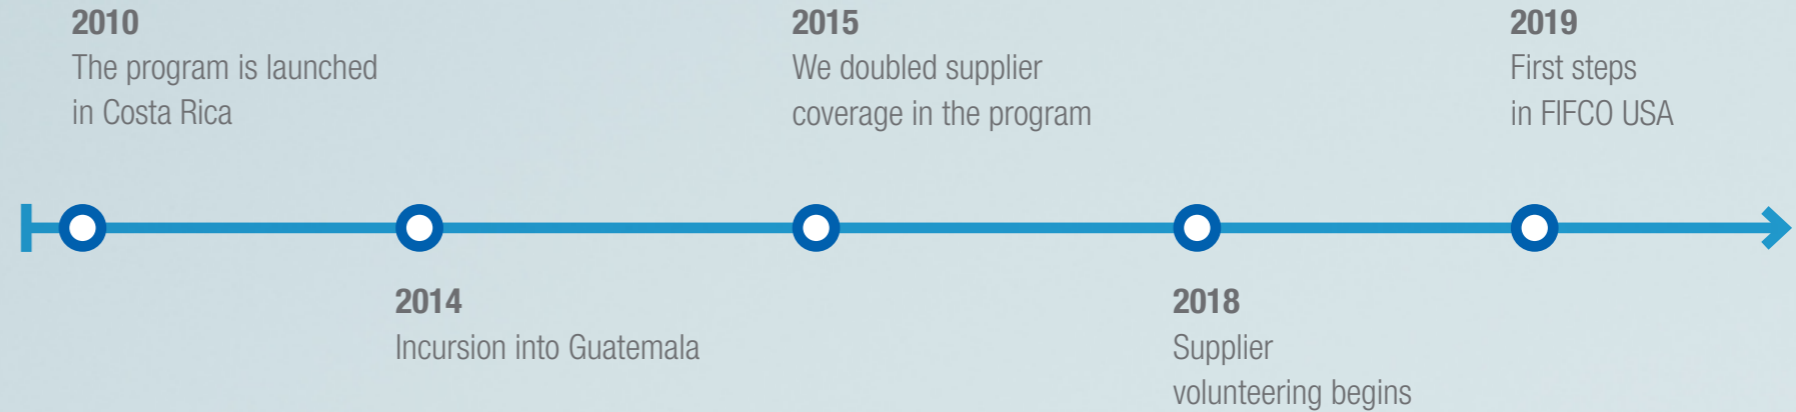 2010
The program is launched
in Costa Rica
2014
Incursion into Guatemala
2015
We doubled supplier
coverage in the program
2018
Supplier
volunteering begins
2019
First steps
in FIFCO USA